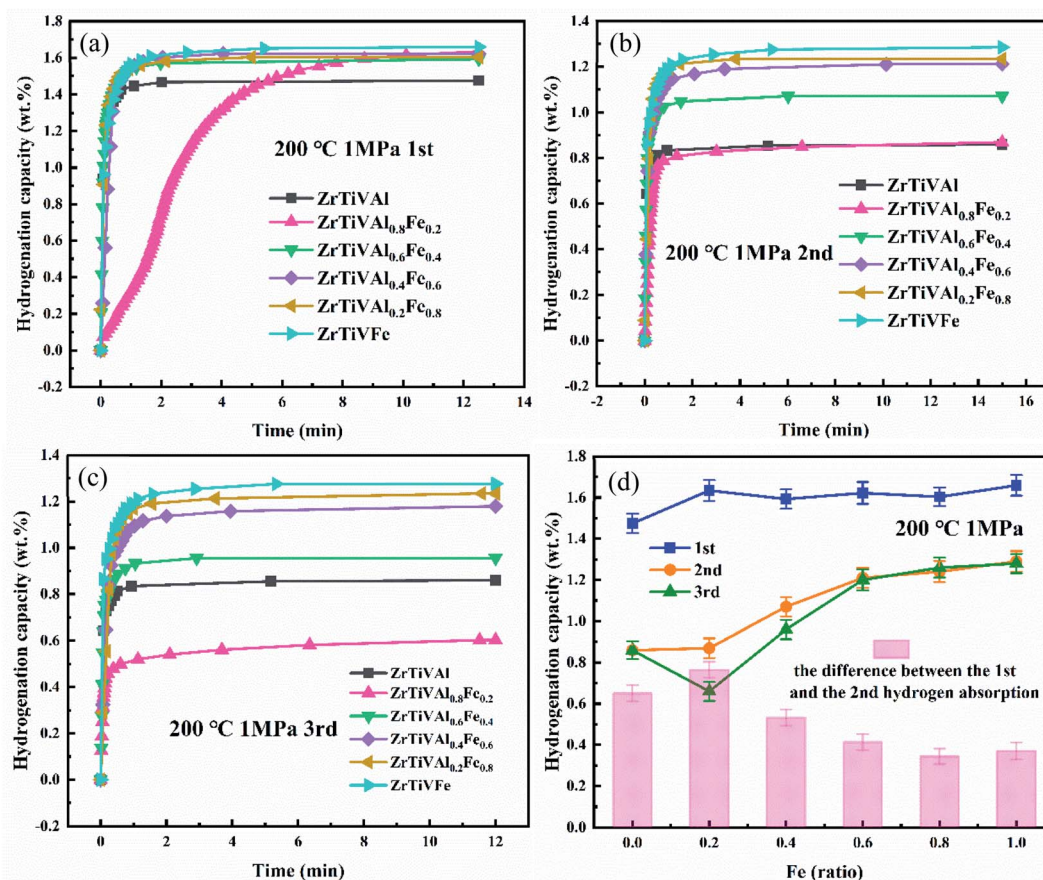 (a)
Hydrogenation capacity (wt.%)
1.8
1.6
1.4
1.2
1.0
0.8
0.6
0.4
0.2
0.0
-0.2
200 °C 1MPa 1st
ZrTiVAl
ZrTiVAl0.8Fe0.2
ZrTiVAl0.6Fe0.4
ZrTiVAl0.4Fe0.6
ZrTiVAl0.2Fe0.8
ZrTiVFe
0 2 4 6 8 10 12 14
Time (min)
(b)
Hydrogenation capacity (wt.%)
1.4
1.2
1.0
0.8
0.6
0.4
0.2
0.0
-0.2
ZrTiVAl
ZrTiVAl0.8Fe0.2
ZrTiVAl0.6Fe0.4
200 °C 1MPa 2nd
ZrTiVAl0.4Fe0.6
ZrTiVAl0.2Fe0.8
ZrTiVFe
-2 0 2 4 6 8 10 12 14 16
Time (min)
(c)
Hydrogenation capacity (wt.%)
1.4
1.2
1.0
0.8
0.6
0.4
0.2
0.0
-0.2
ZrTiVAl
ZrTiVAl0.8Fe0.2
ZrTiVAl0.6Fe0.4
200 °C 1MPa 3rd
ZrTiVAl0.4Fe0.6
ZrTiVAl0.2Fe0.8
ZrTiVFe
0 2 4 6 8 10 12
Time (min)
(d)
Hydrogenation capacity (wt.%)
1.8
1.6
1.4
1.2
1.0
0.8
0.6
0.4
0.2
0.0
200 °C 1MPa
1st
2nd
3rd
the difference between the 1st
and the 2nd hydrogen absorption
0.0 0.2 0.4 0.6 0.8 1.0
Fe (ratio)